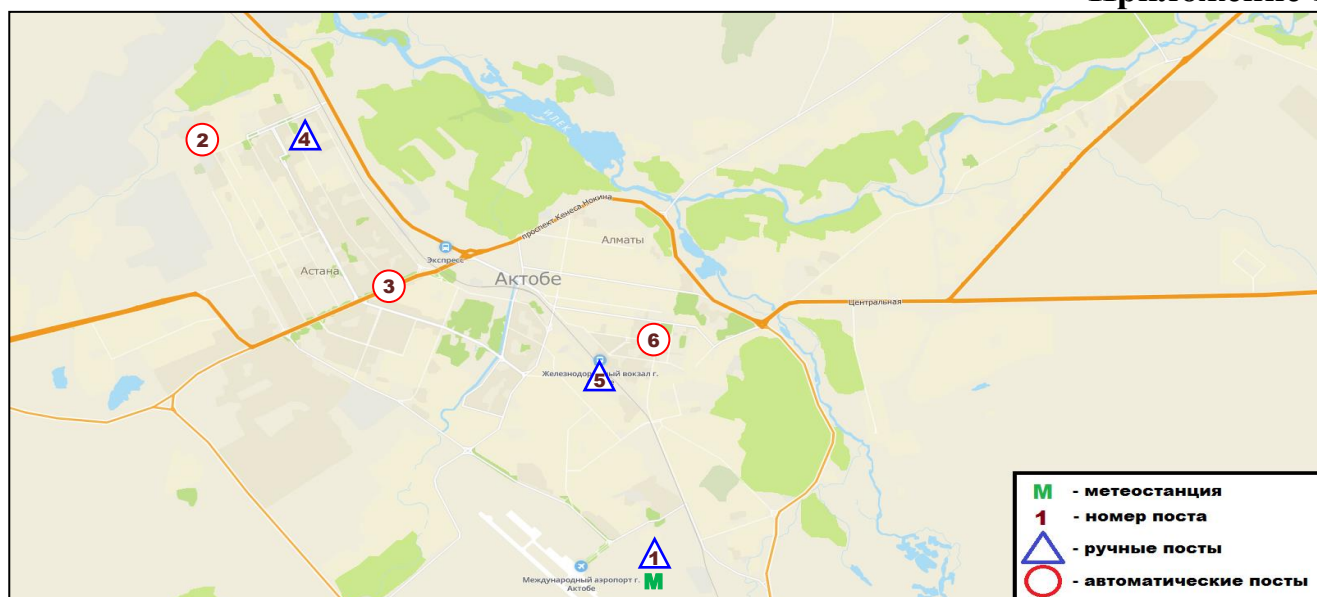 Приложение
ИЛЕК
2
4
проспект Кенеса Нокина
Алматы
Экспресс
Астана
Актобе
3
Центральная
6
Железнодорожный вокзал г.
5
1
Международный аэропорт г.
Актобе
М
М - метеостанция
1 - номер поста
- ручные посты
- автоматические посты